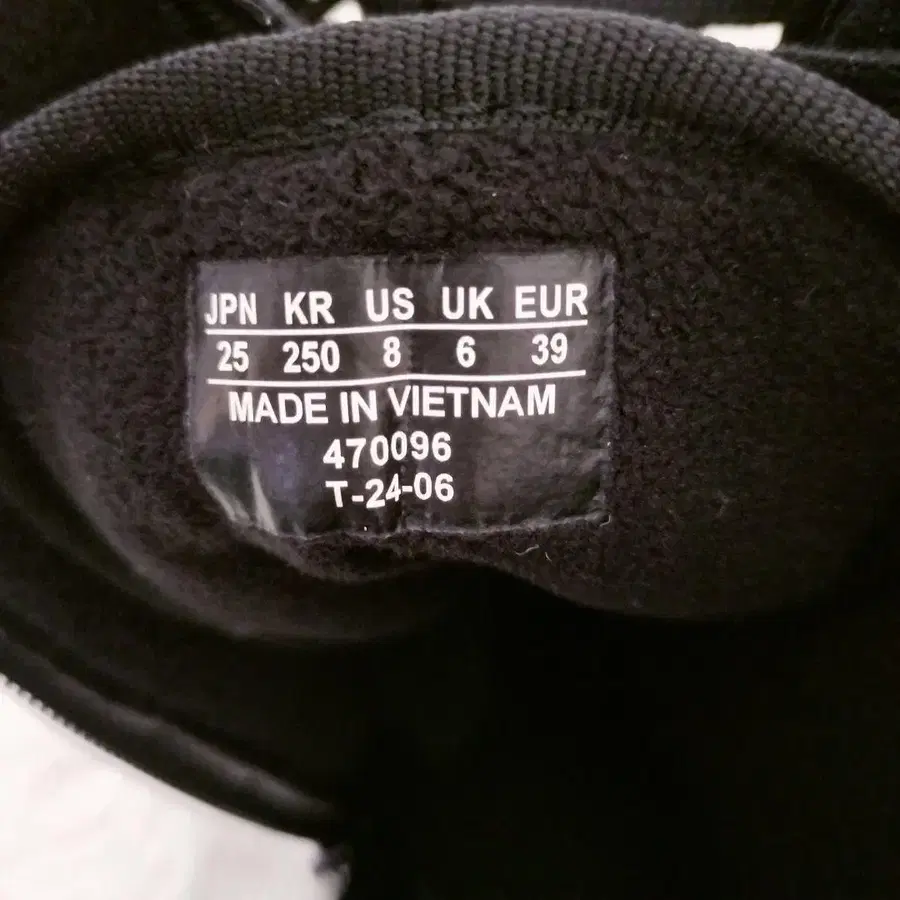 JPN KR US UK EUR
25 250 8 6 39
MADE IN VIETNAM
470096
T-24-06